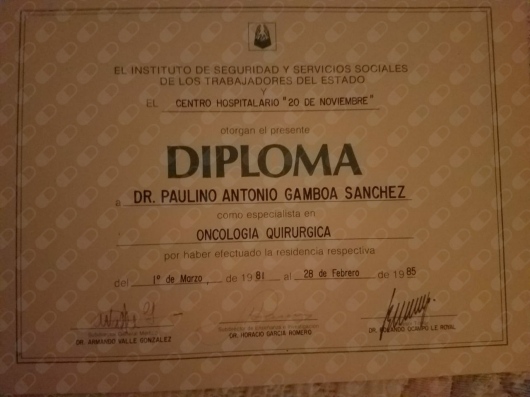 EL INSTITUTO DE SEGURIDAD Y SERVICIOS SOCIALES
DE LOS TRABAJADORES DEL ESTADO
Y
EL CENTRO HOSPITALARIO "20 DE NOVIEMBRE"
otorgan el presente
DIPLOMA
a DR. PAULINO ANTONIO GAMBOA SANCHEZ
como especialista en
ONCOLOGIA QUIRURGICA
por haber efectuado la residencia respectiva
del 1º de Marzo de 1981 al 28 de Febrero de 1985
DR. ARMANDO VALLE GONZALEZ
DR. HORACIO GARCIA ROMERO
DR. OCAMPO LE ROYAL